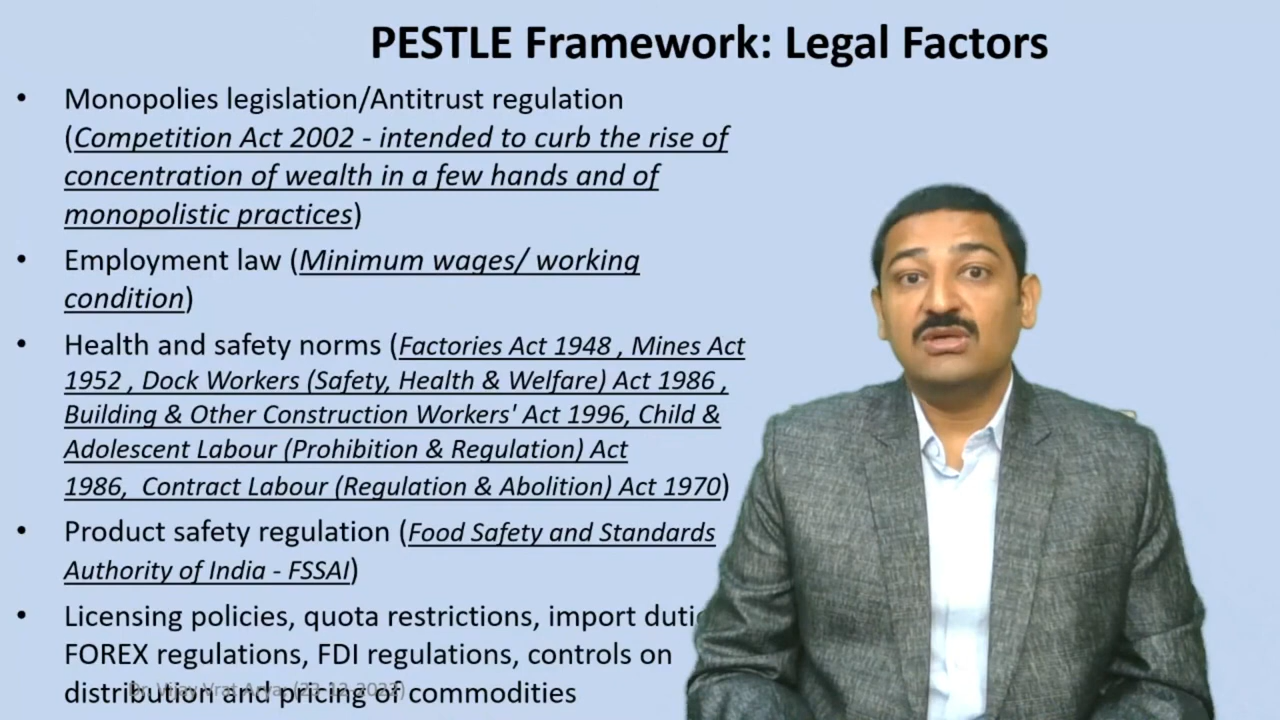 PESTLE Framework: Legal Factors
• Monopolies legislation/Antitrust regulation
(Competition Act 2002 - intended to curb the rise of
concentration of wealth in a few hands and of
monopolistic practices)
• Employment law (Minimum wages/ working
condition)
• Health and safety norms (Factories Act 1948 , Mines Act
1952 , Dock Workers (Safety, Health & Welfare) Act 1986 ,
Building & Other Construction Workers' Act 1996, Child &
Adolescent Labour (Prohibition & Regulation) Act
1986,  Contract Labour (Regulation & Abolition) Act 1970)
• Product safety regulation (Food Safety and Standards
Authority of India - FSSAI)
• Licensing policies, quota restrictions, import
FOREX regulations, FDI regulations, controls on
distribution and pricing of commodities